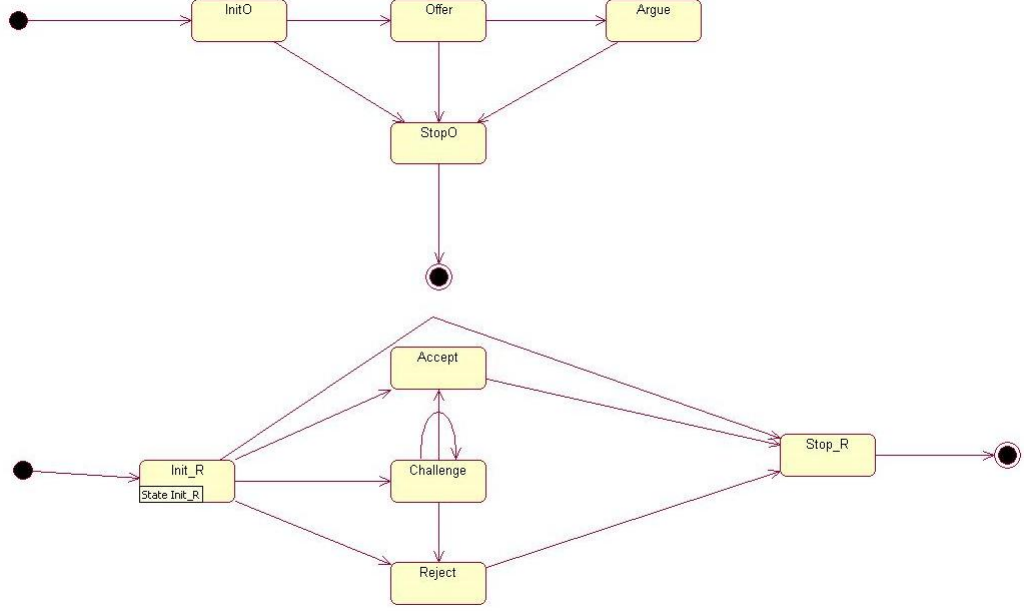 InitO
Offer
Argue
StopO
Accept
Init_R
State Init_R
Challenge
Stop_R
Reject